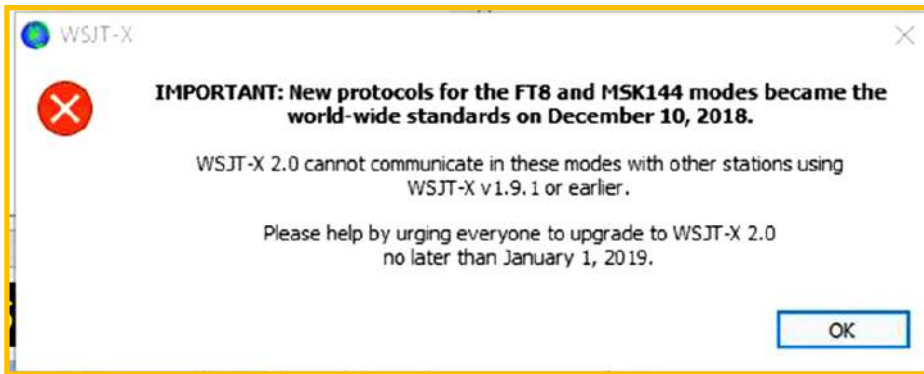 WSJT-X
IMPORTANT: New protocols for the FT8 and MSK144 modes became the
world-wide standards on December 10, 2018.
WSJT-X 2.0 cannot communicate in these modes with other stations using
WSJT-X v1.9.1 or earlier.
Please help by urging everyone to upgrade to WSJT-X 2.0
no later than January 1, 2019.
OK